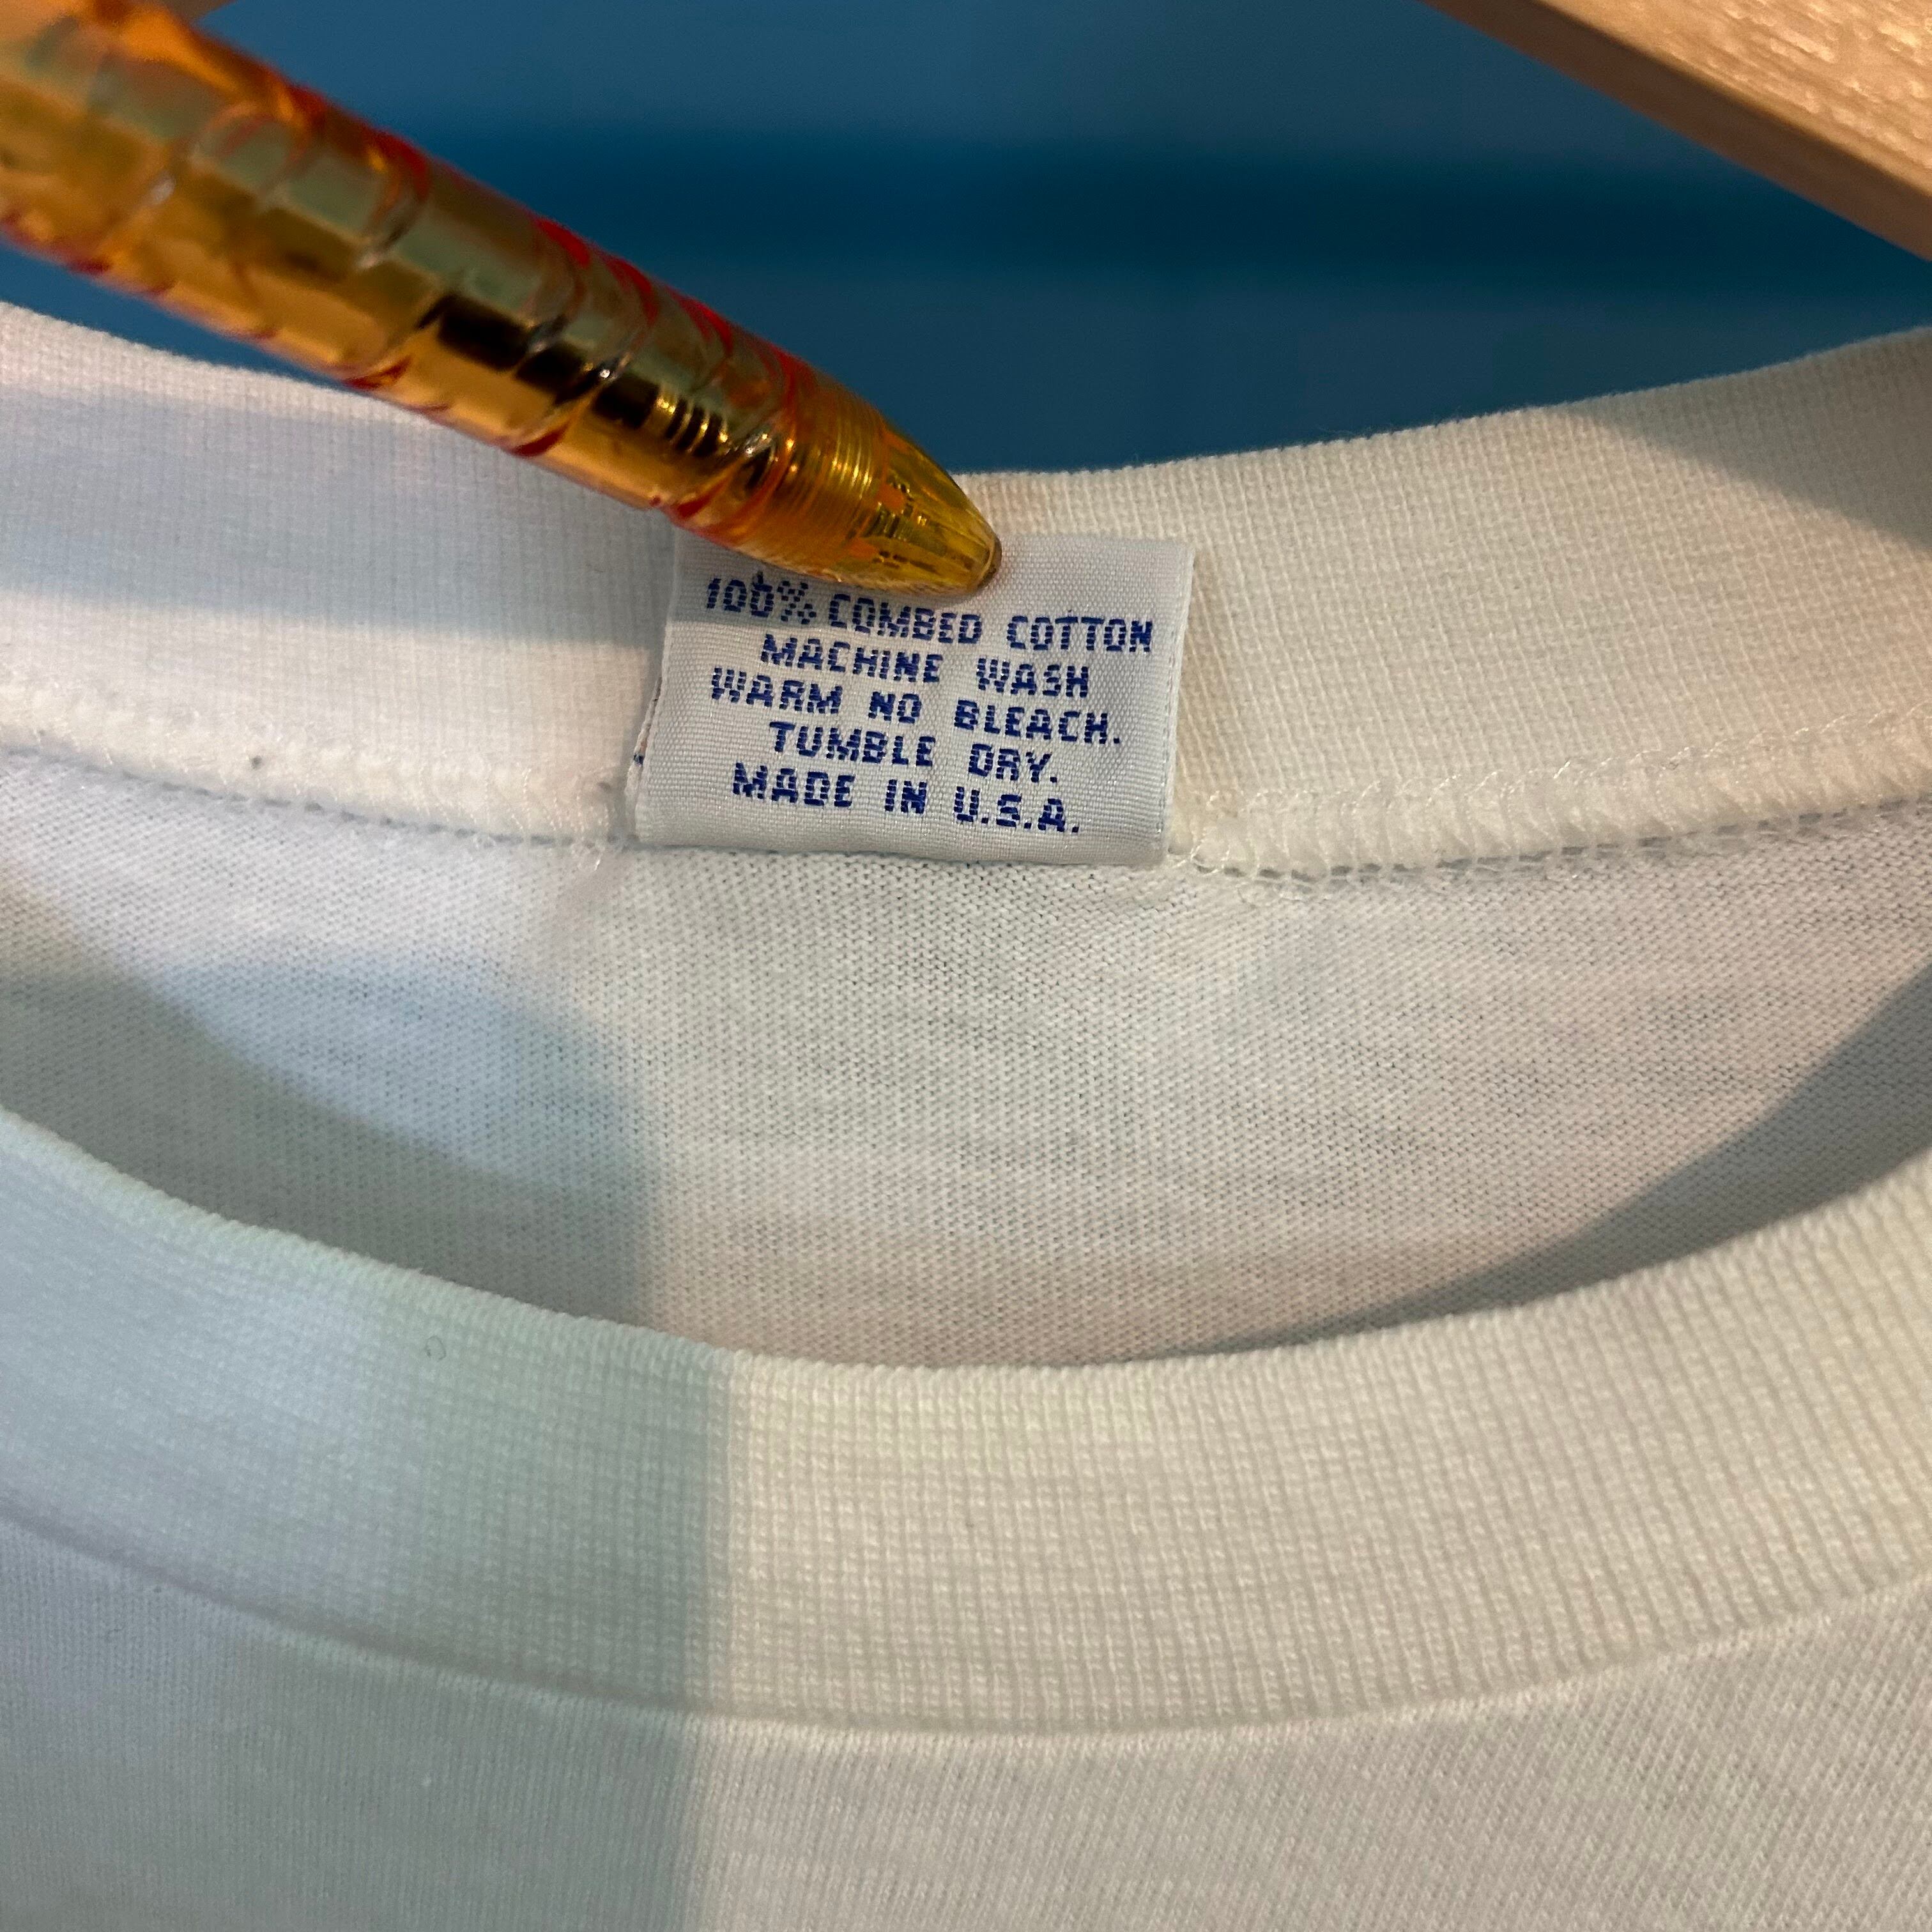 100% COMBED COTTON
MACHINE WASH
WARM NO BLEACH.
TUMBLE DRY.
MADE IN U.S.A.